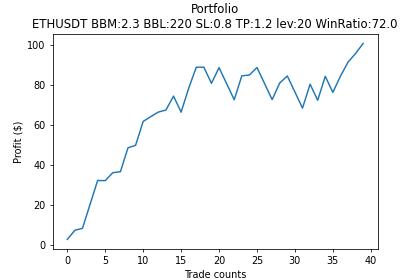 Portfolio
ETHUSDT BBM:2.3 BBL:220 SL:0.8 TP:1.2 lev:20 WinRatio:72.0
100
80
60
40
20
0
Profit ($)
0 5 10 15 20 25 30 35 40
Trade counts